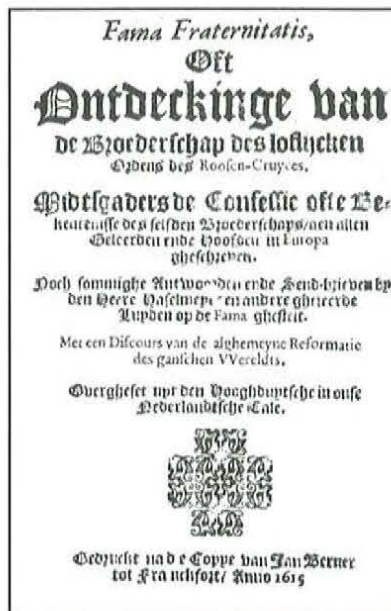 Fama Fraternitatis,
Oft
Ontdeckinge van
de Broederschap des loflijcken
Ordens des Roosen-Cruyces.
Midtsgaders de Confessie ofte Be-
kentenisse des selfden Broederschaps/aen allen
Geleerden ende Hoofden in Europa
gheschreven.
Noch sommighe Antwoorden ende Send-brieven by
den Heere Haselmeyer en andere gheleerde
Luyden op de Fama ghestelt.
Met een Discours van de alghemeyne Reformatie
des gantschen VVereldts.
Overgheset uyt den Hooghduytsche in onse
Nederlandtsche Tale.
Gedruckt na de Coppe van Jan Berner
tot Franckfort/ Anno 1615